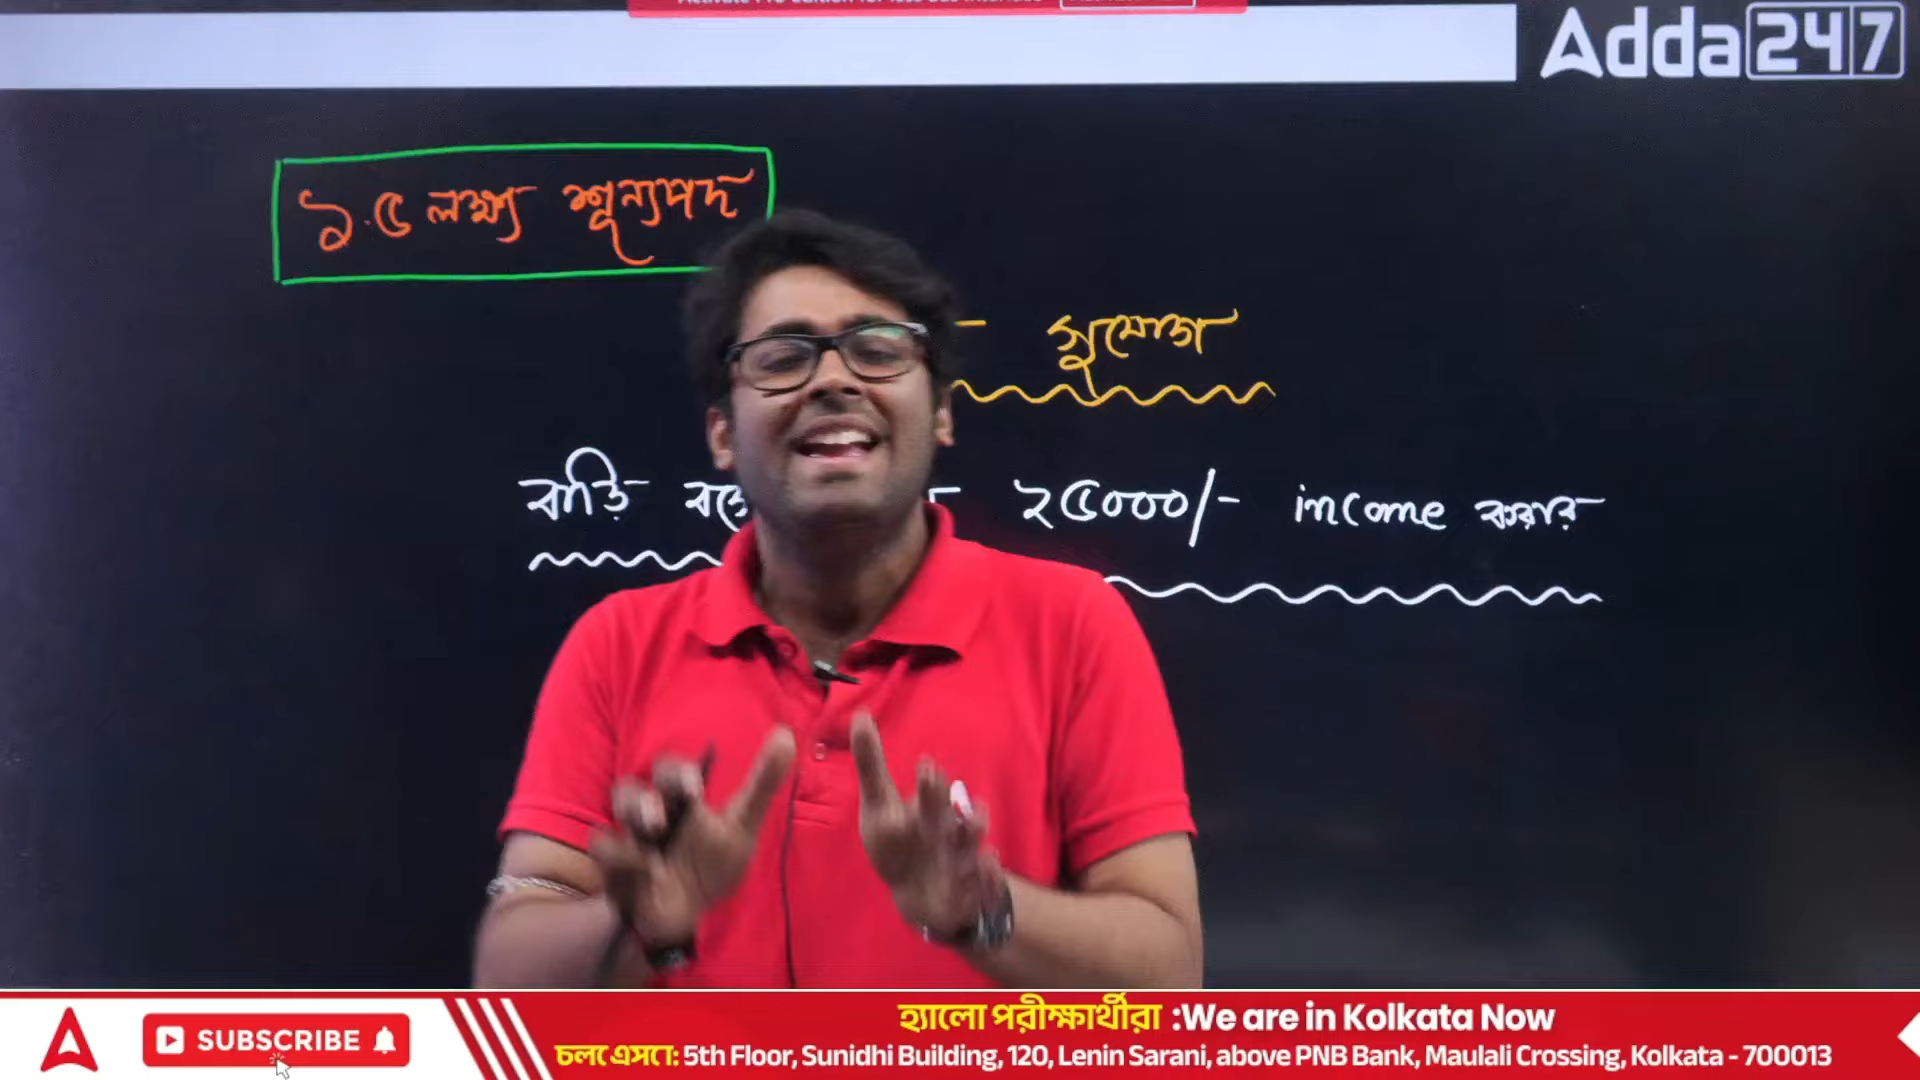 Adda247
১.৫ লক্ষ্য শূন্যপদ
সুযোগ
বাড়ি ২৫০০০/- income করার
SUBSCRIBE
হ্যালো পরীক্ষার্থীরা :We are in Kolkata Now
চলে এসো: 5th Floor, Sunidhi Building, 120, Lenin Sarani, above PNB Bank, Maulali Crossing, Kolkata - 700013